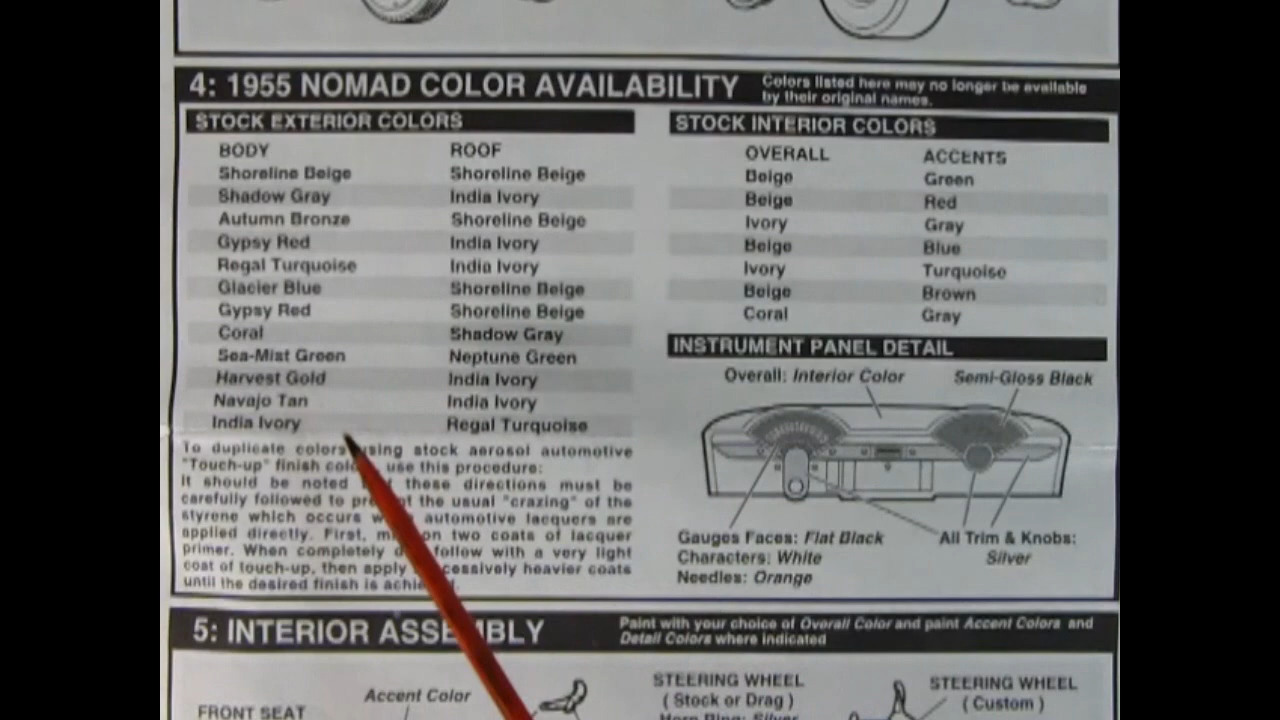 4: 1955 NOMAD COLOR AVAILABILITY
Colors listed here may no longer be available
by their original names.
STOCK EXTERIOR COLORS
BODY ROOF
Shoreline Beige Shoreline Beige
Shadow Gray India Ivory
Autumn Bronze Shoreline Beige
Gypsy Red India Ivory
Regal Turquoise India Ivory
Glacier Blue Shoreline Beige
Gypsy Red Shoreline Beige
Coral Shadow Gray
Sea-Mist Green Neptune Green
Harvest Gold India Ivory
Navajo Tan India Ivory
India Ivory Regal Turquoise
To duplicate colors using stock aerosol automotive
"Touch-up" finish use this procedure:
It should be noted these directions must be
carefully followed to the usual "crazing" of the
styrene which occurs automotive lacquers are
applied directly. First, on two coats of lacquer
primer. When completely follow with a very light
coat of touch-up, then apply heavier coats
until the desired finish is
STOCK INTERIOR COLORS
OVERALL ACCENTS
Beige Green
Beige Red
Ivory Gray
Beige Blue
Ivory Turquoise
Beige Brown
Coral Gray
INSTRUMENT PANEL DETAIL
Overall: Interior Color
Semi-Gloss Black
Gauges Faces: Flat Black
Characters: White
Needles: Orange
All Trim & Knobs:
Silver
5: INTERIOR ASSEMBLY
Paint with your choice of Overall Color and paint Accent Colors and
Detail Colors where indicated
FRONT SEAT
Accent Color
STEERING WHEEL
( Stock or Drag )
Horn Ring: Silver
STEERING WHEEL
( Custom )